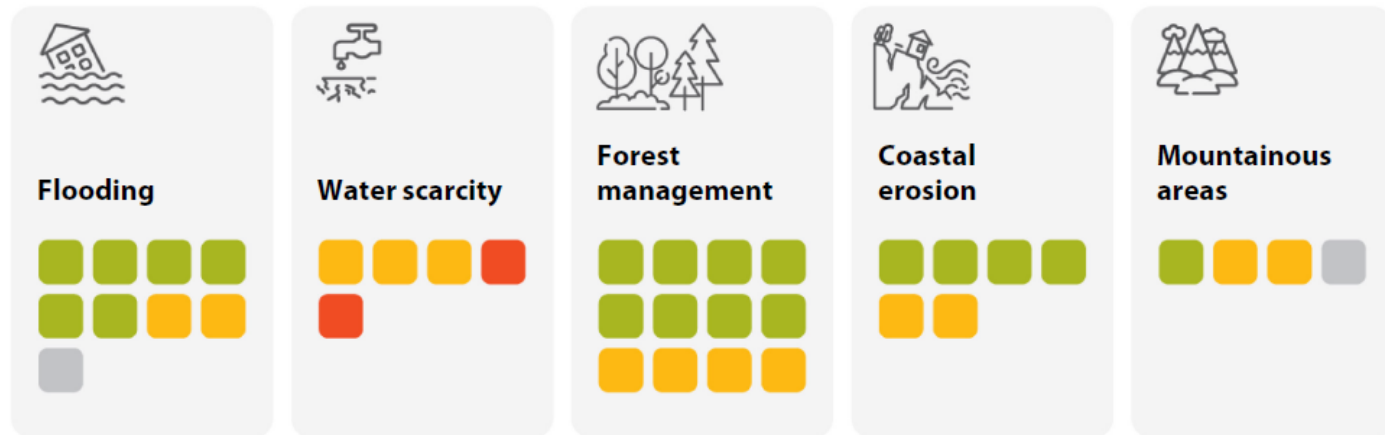 Flooding
Water scarcity
Forest
management
Coastal
erosion
Mountainous
areas